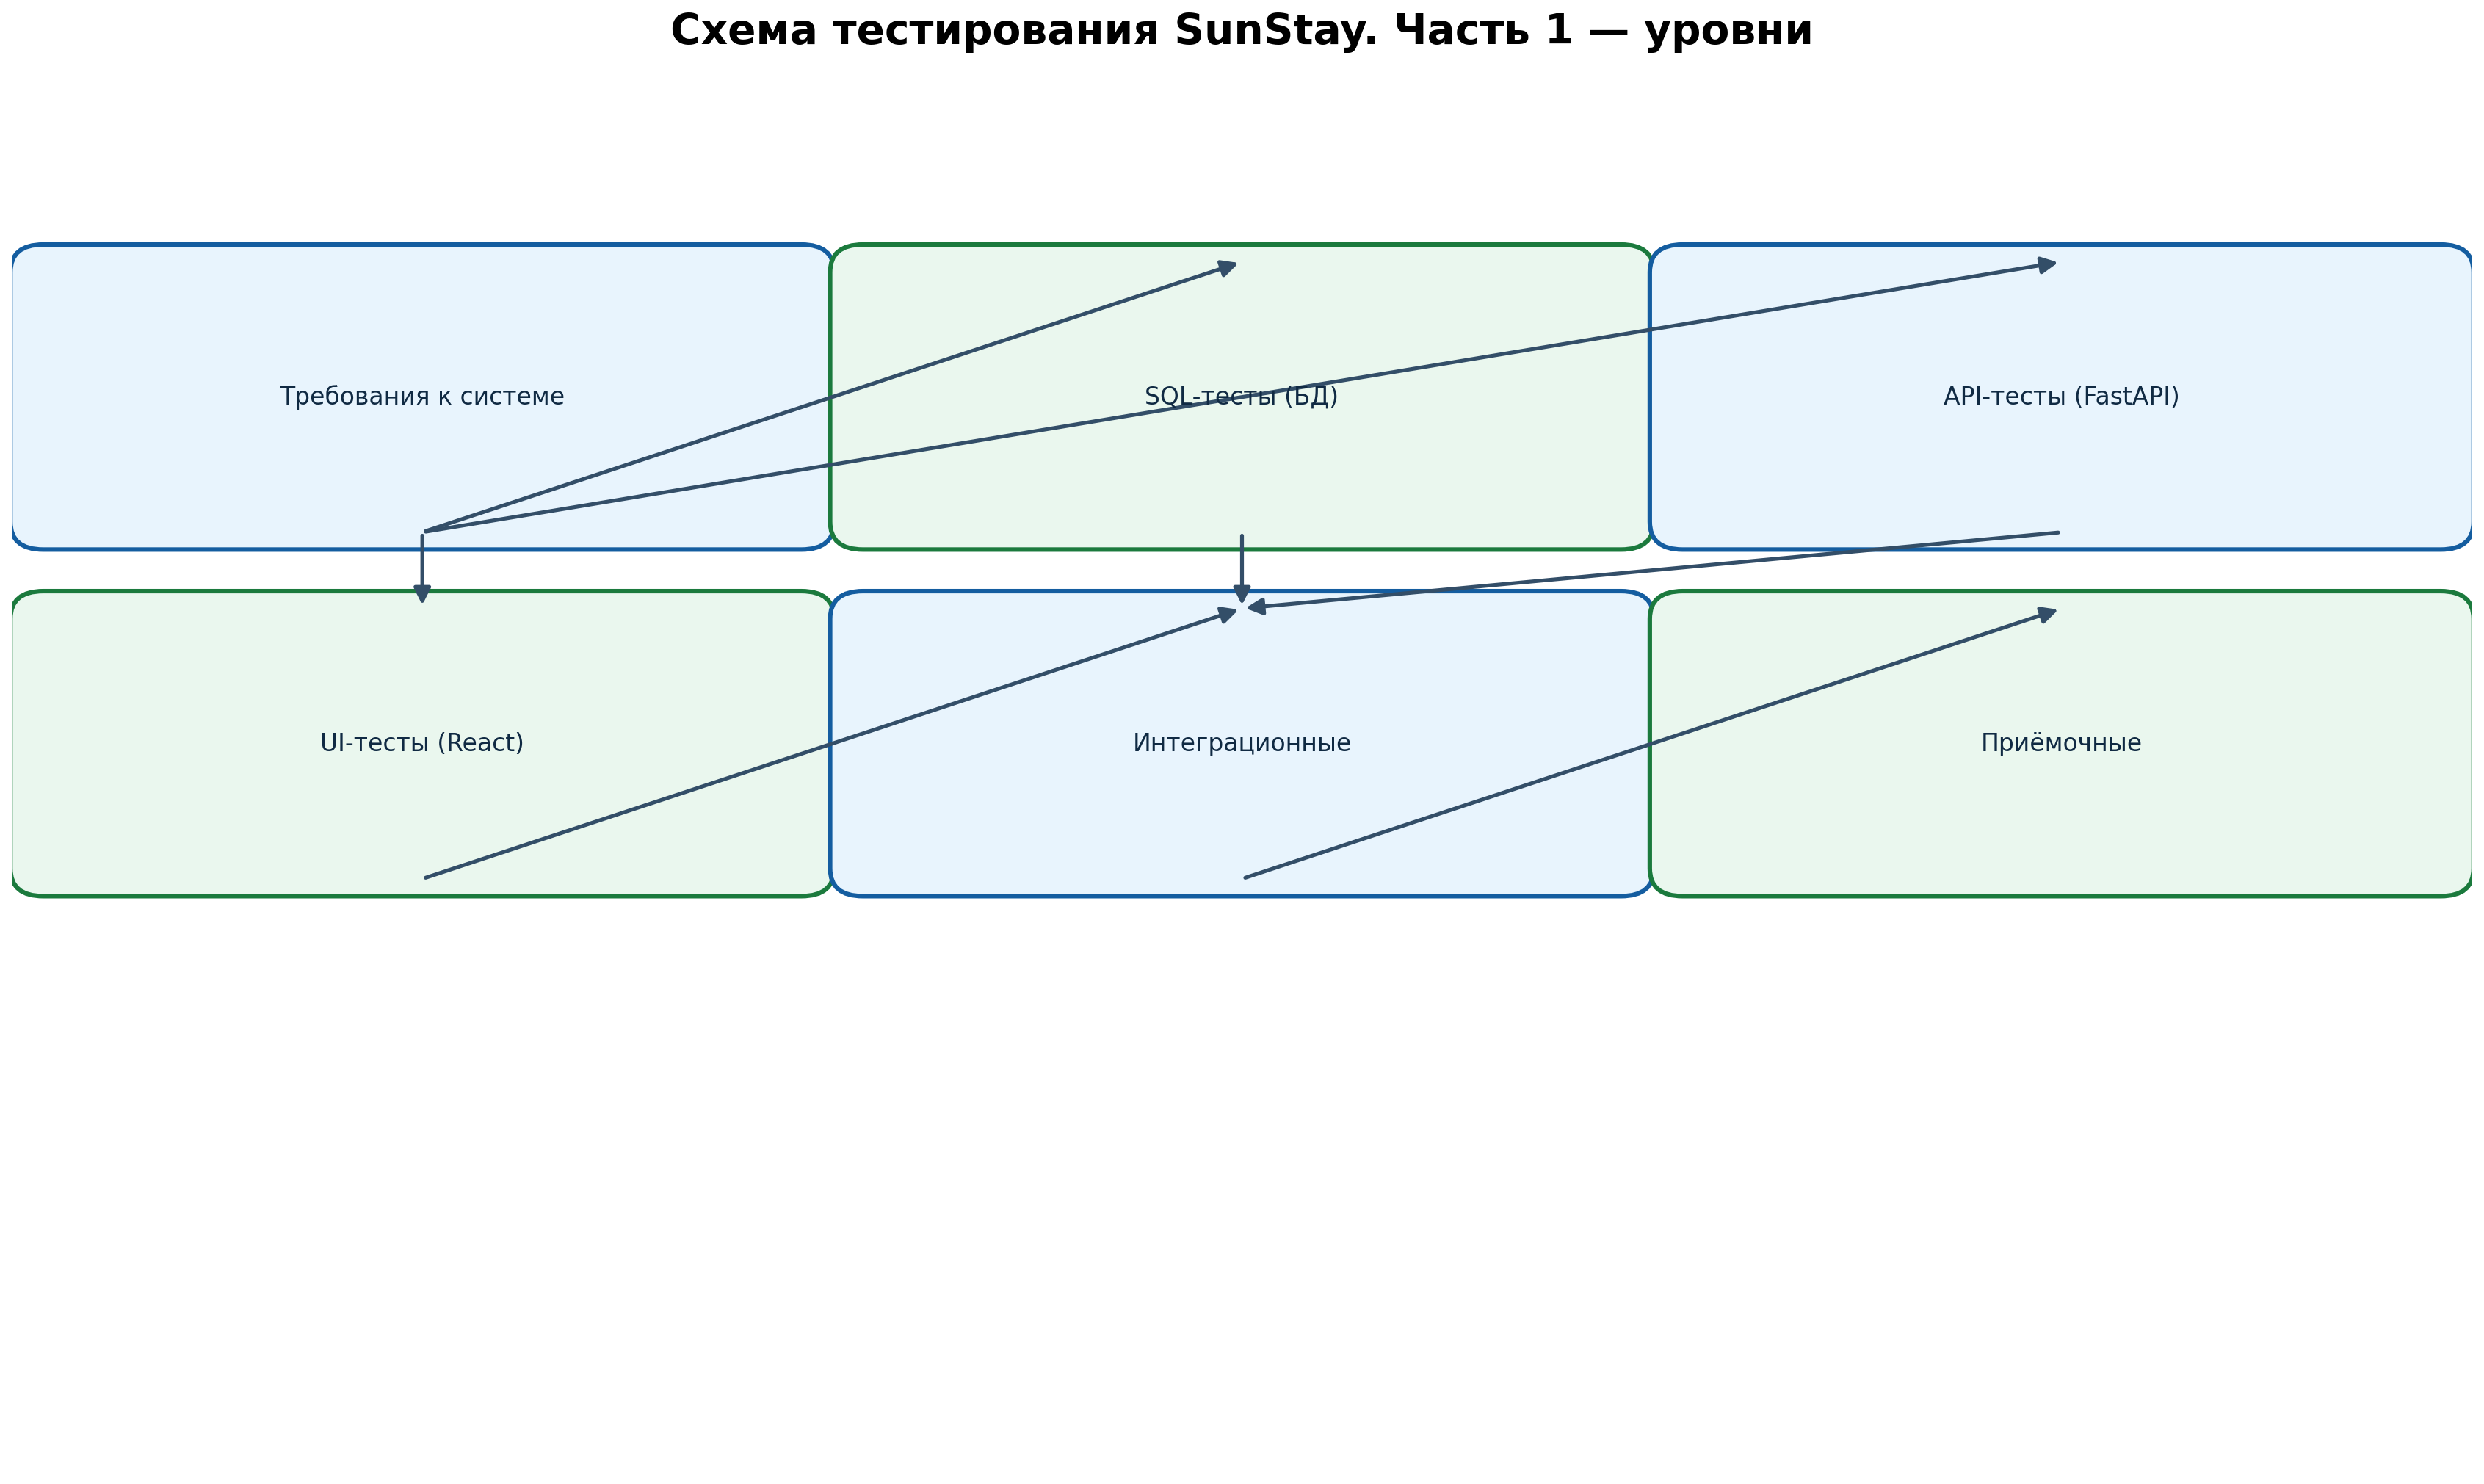 Схема тестирования SunStay. Часть 1 — уровни
Требования к системе
SQL-тесты (БД)
API-тесты (FastAPI)
UI-тесты (React)
Интеграционные
Приёмочные